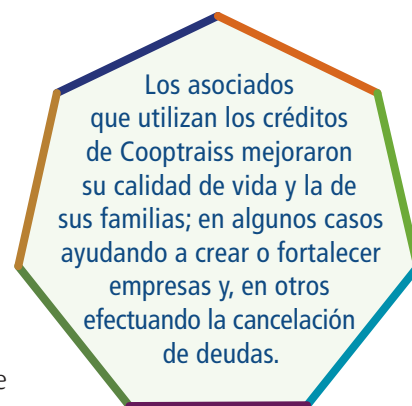 Los asociados
que utilizan los créditos
de Cooptraiss mejoraron
su calidad de vida y la de
sus familias; en algunos casos
ayudando a crear o fortalecer
empresas y, en otros
efectuando la cancelación
de deudas.
e